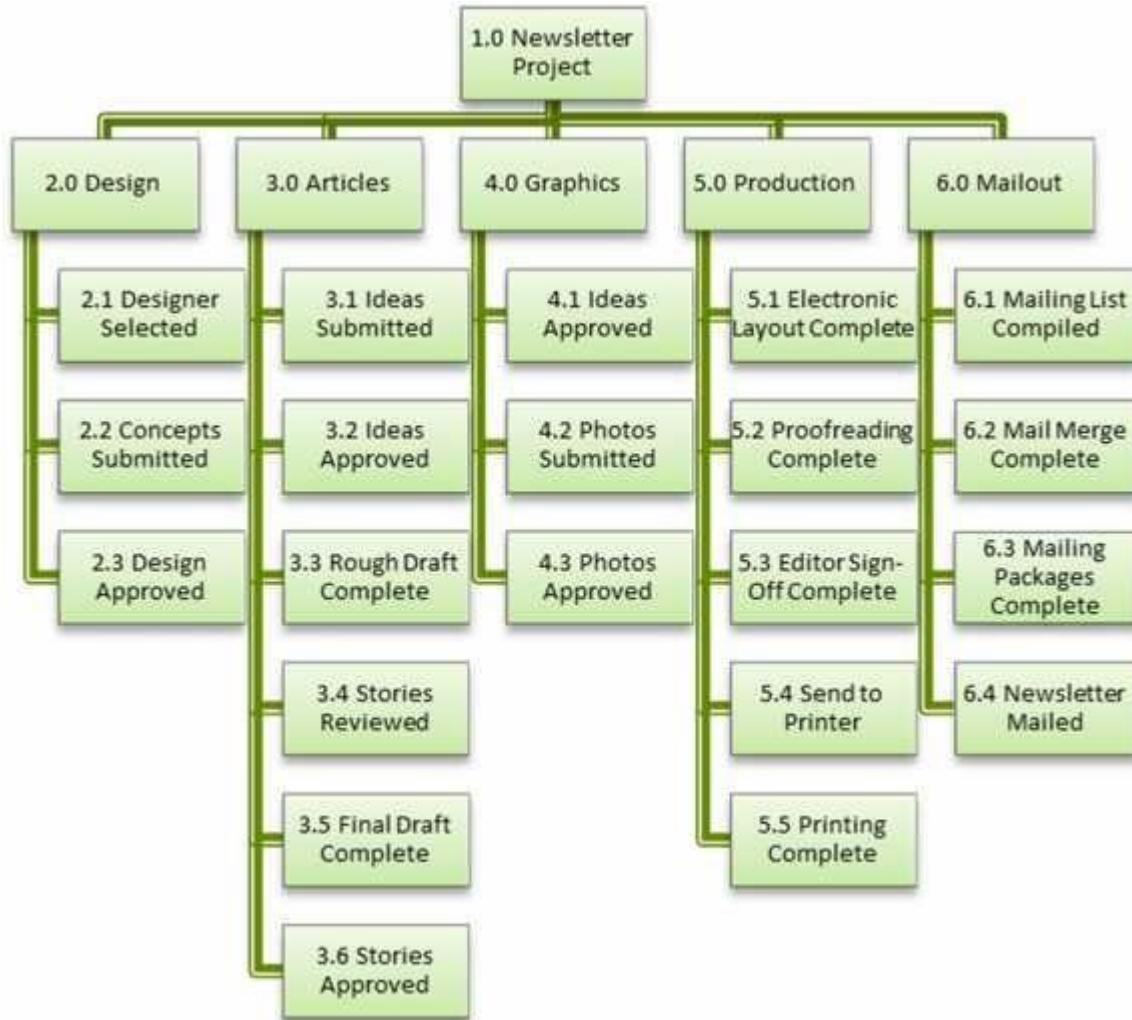 1.0 Newsletter
Project
2.0 Design
3.0 Articles
4.0 Graphics
5.0 Production
6.0 Mailout
2.1 Designer
Selected
2.2 Concepts
Submitted
2.3 Design
Approved
3.1 Ideas
Submitted
3.2 Ideas
Approved
3.3 Rough Draft
Complete
3.4 Stories
Reviewed
3.5 Final Draft
Complete
3.6 Stories
Approved
4.1 Ideas
Approved
4.2 Photos
Submitted
4.3 Photos
Approved
5.1 Electronic
Layout Complete
5.2 Proofreading
Complete
5.3 Editor Sign-
Off Complete
5.4 Send to
Printer
5.5 Printing
Complete
6.1 Mailing List
Compiled
6.2 Mail Merge
Complete
6.3 Mailing
Packages
Complete
6.4 Newsletter
Mailed